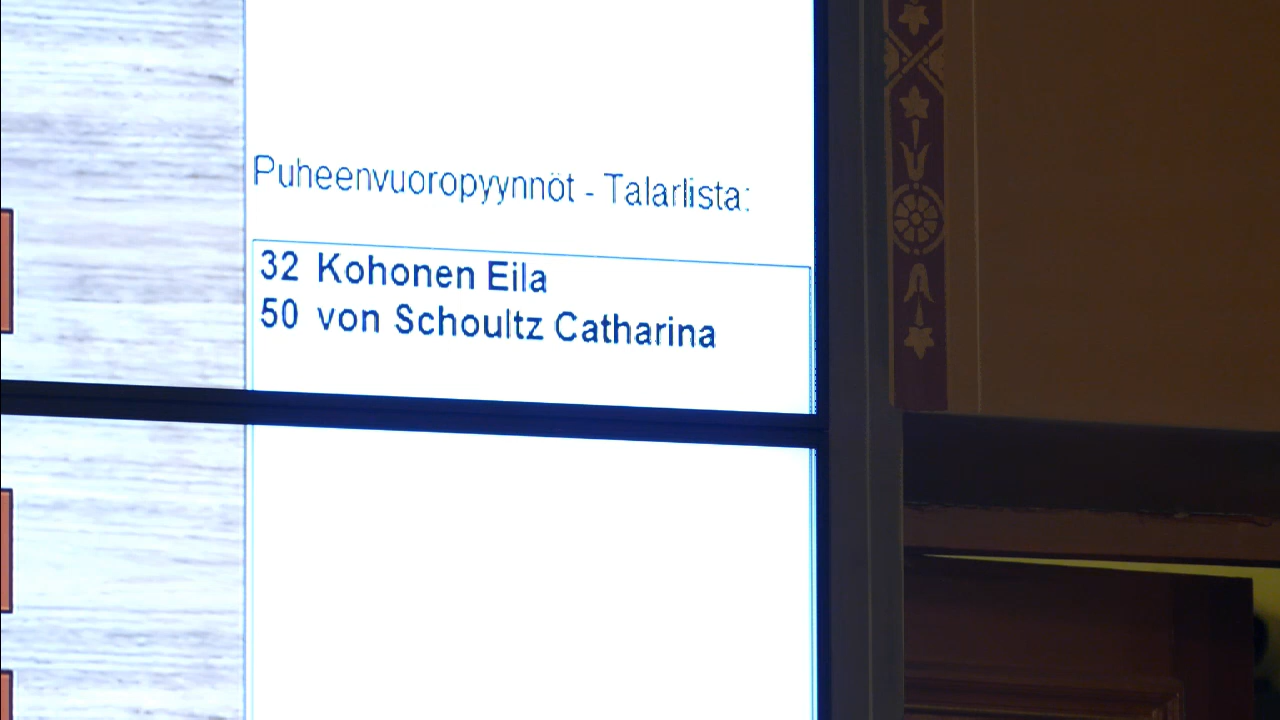 Puheenvuoropyynnöt - Talarlista:
32 Kohonen Eila
50 von Schoultz Catharina